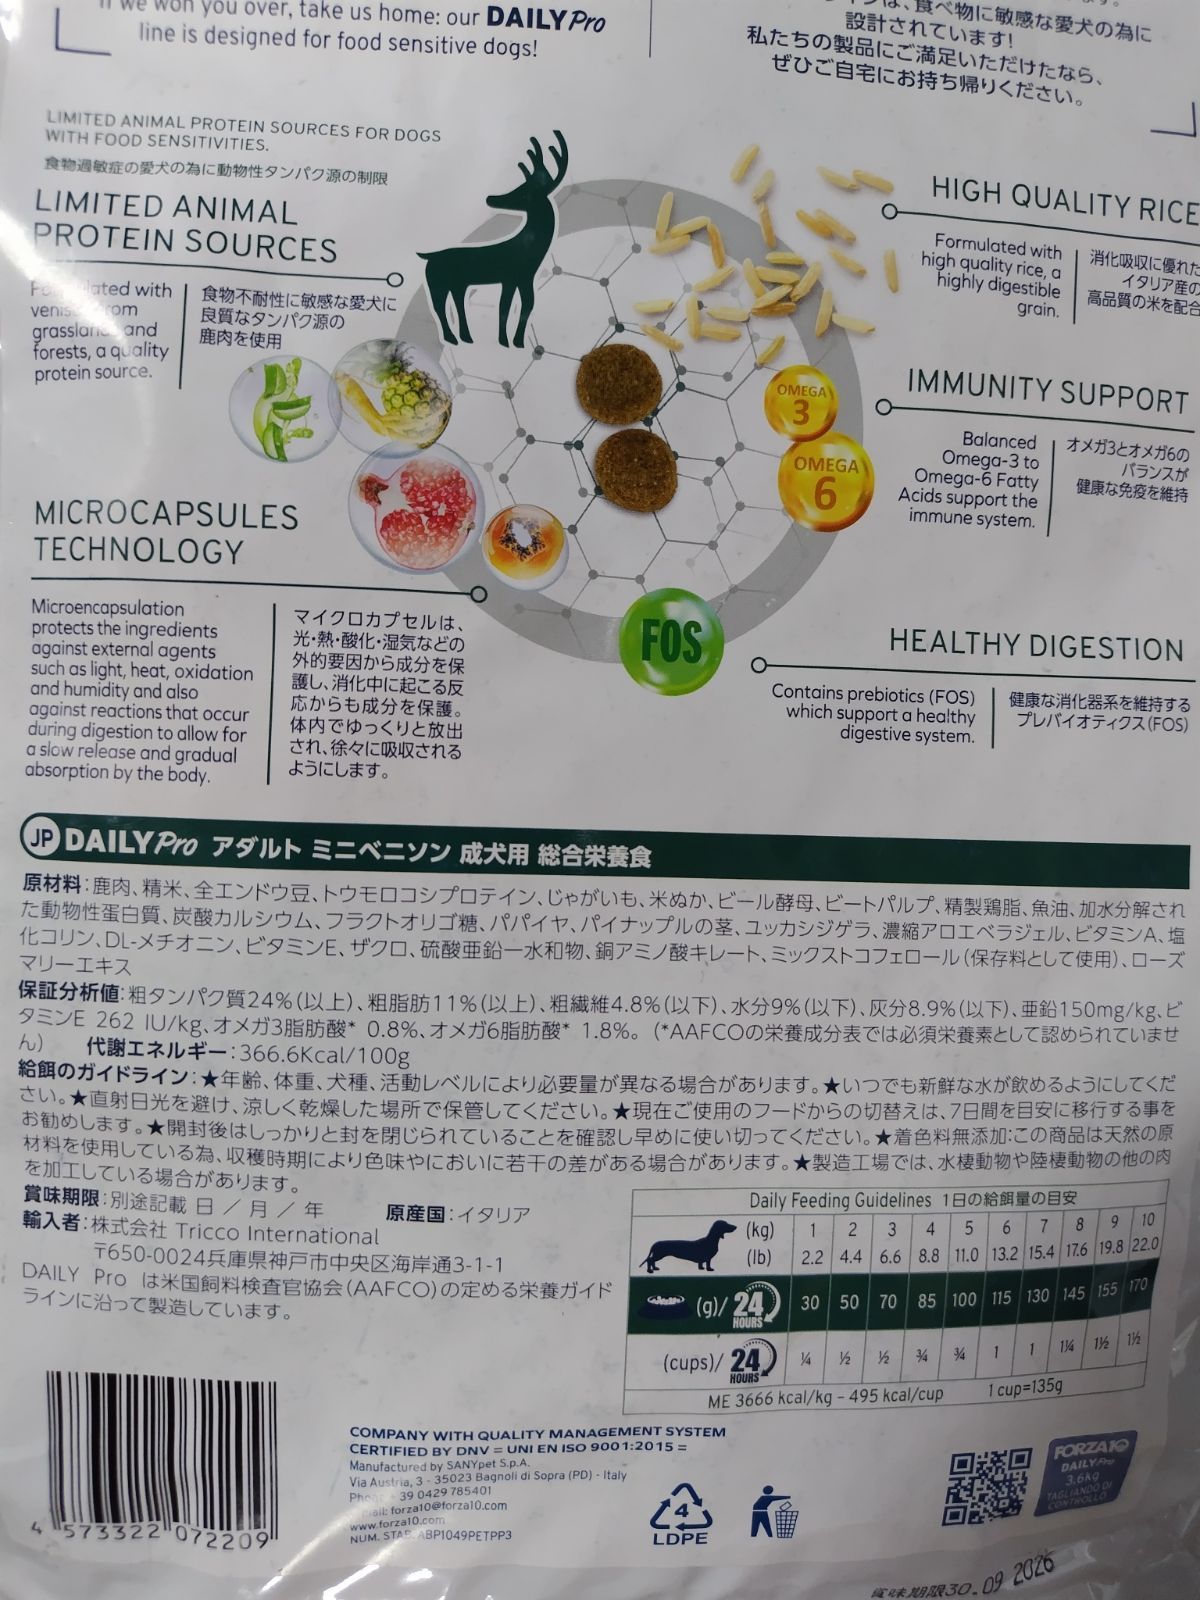 If we won you over, take us home: our DAILY Pro
line is designed for food sensitive dogs!
は、食べ物に敏感な愛犬の為に
設計されています!
私たちの製品にご満足いただけたなら、
ぜひご自宅にお持ち帰りください。
LIMITED ANIMAL PROTEIN SOURCES FOR DOGS
WITH FOOD SENSITIVITIES.
食物過敏症の愛犬の為に動物性タンパク源の制限
LIMITED ANIMAL
PROTEIN SOURCES
Formulated with
venison from
grasslands and
forests, a quality
protein source.
食物不耐性に敏感な愛犬に
良質なタンパク源の
鹿肉を使用
HIGH QUALITY RICE
Formulated with
high quality rice, a
highly digestible
grain.
消化吸収に優れた
イタリア産の
高品質の米を配合
OMEGA
3
OMEGA
6
IMMUNITY SUPPORT
Balanced
Omega-3 to
Omega-6 Fatty
Acids support the
immune system.
オメガ3とオメガ6の
バランスが
健康な免疫を維持
MICROCAPSULES
TECHNOLOGY
Microencapsulation
protects the ingredients
against external agents
such as light, heat, oxidation
and humidity and also
against reactions that occur
during digestion to allow for
a slow release and gradual
absorption by the body.
マイクロカプセルは、
光・熱・酸化・湿気などの
外的要因から成分を保
護し、消化中に起こる反
応からも成分を保護。
体内でゆっくりと放出
され、徐々に吸収される
ようにします。
FOS
HEALTHY DIGESTION
Contains prebiotics (FOS)
which support a healthy
digestive system.
健康な消化器系を維持する
プレバイオティクス(FOS)
JP DAILY Pro アダルト ミニベニソン 成犬用 総合栄養食
原材料:鹿肉、精米、全エンドウ豆、トウモロコシプロテイン、じゃがいも、米ぬか、ビール酵母、ビートパルプ、精製鶏脂、魚油、加水分解され
た動物性蛋白質、炭酸カルシウム、フラクトオリゴ糖、パパイヤ、パイナップルの茎、ユッカシジゲラ、濃縮アロエベラジェル、ビタミンA、塩
化コリン、DL-メチオニン、ビタミンE、ザクロ、硫酸亜鉛一水和物、銅アミノ酸キレート、ミックストコフェロール(保存料として使用)、ローズ
マリーエキス
保証分析値:粗タンパク質24%(以上)、粗脂肪11%(以上)、粗繊維4.8%(以下)、水分9%(以下)、灰分8.9%(以下)、亜鉛150mg/kg、ビ
タミンE 262 IU/kg、オメガ3脂肪酸* 0.8%、オメガ6脂肪酸* 1.8%。(*AAFCOの栄養成分表では必須栄養素として認められていませ
ん) 代謝エネルギー:366.6Kcal/100g
給餌のガイドライン:★年齢、体重、犬種、活動レベルにより必要量が異なる場合があります。★いつでも新鮮な水が飲めるようにしてくだ
さい。★直射日光を避け、涼しく乾燥した場所で保管してください。★現在ご使用のフードからの切替えは、7日間を目安に移行する事を
お勧めします。★開封後はしっかりと封を閉じられていることを確認し早めに使い切ってください。★着色料無添加:この商品は天然の原
材料を使用している為、収穫時期により色味やにおいに若干の差がある場合があります。★製造工場では、水棲動物や陸棲動物の他の肉
を加工している場合があります。
賞味期限:別途記載 日 / 月 / 年 原産国:イタリア
輸入者:株式会社 Tricco International
〒650-0024兵庫県神戸市中央区海岸通3-1-1
DAILY Pro は米国飼料検査官協会(AAFCO)の定める栄養ガイド
ラインに沿って製造しています。
Daily Feeding Guidelines 1日の給餌量の目安
(kg) 1 2 3 4 5 6 7 8 9 10
(lb) 2.2 4.4 6.6 8.8 11.0 13.2 15.4 17.6 19.8 22.0
(g)/ 24 HOURS 30 50 70 85 100 115 130 145 155 170
(cups)/ 24 HOURS ¼ ½ ½ ¾ ¾ 1 1 1¼ 1½ 1½
ME 3666 kcal/kg – 495 kcal/cup 1 cup=135g
COMPANY WITH QUALITY MANAGEMENT SYSTEM
CERTIFIED BY DNV = UNI EN ISO 9001:2015 =
Manufactured by SANYpet S.p.A.
Via Austria, 3 - 35023 Bagnoli di Sopra (PD) - Italy
39 0429 785401
forza10@forza10.com
www.forza10.com
NUM. STAB. ABP1049PETPP3
4
LDPE
FORZA10
DAILY Pro
3,6kg
TAGLIANDO DI
CONTROLLO
4 573322 072209
賞味期限30.09 2026